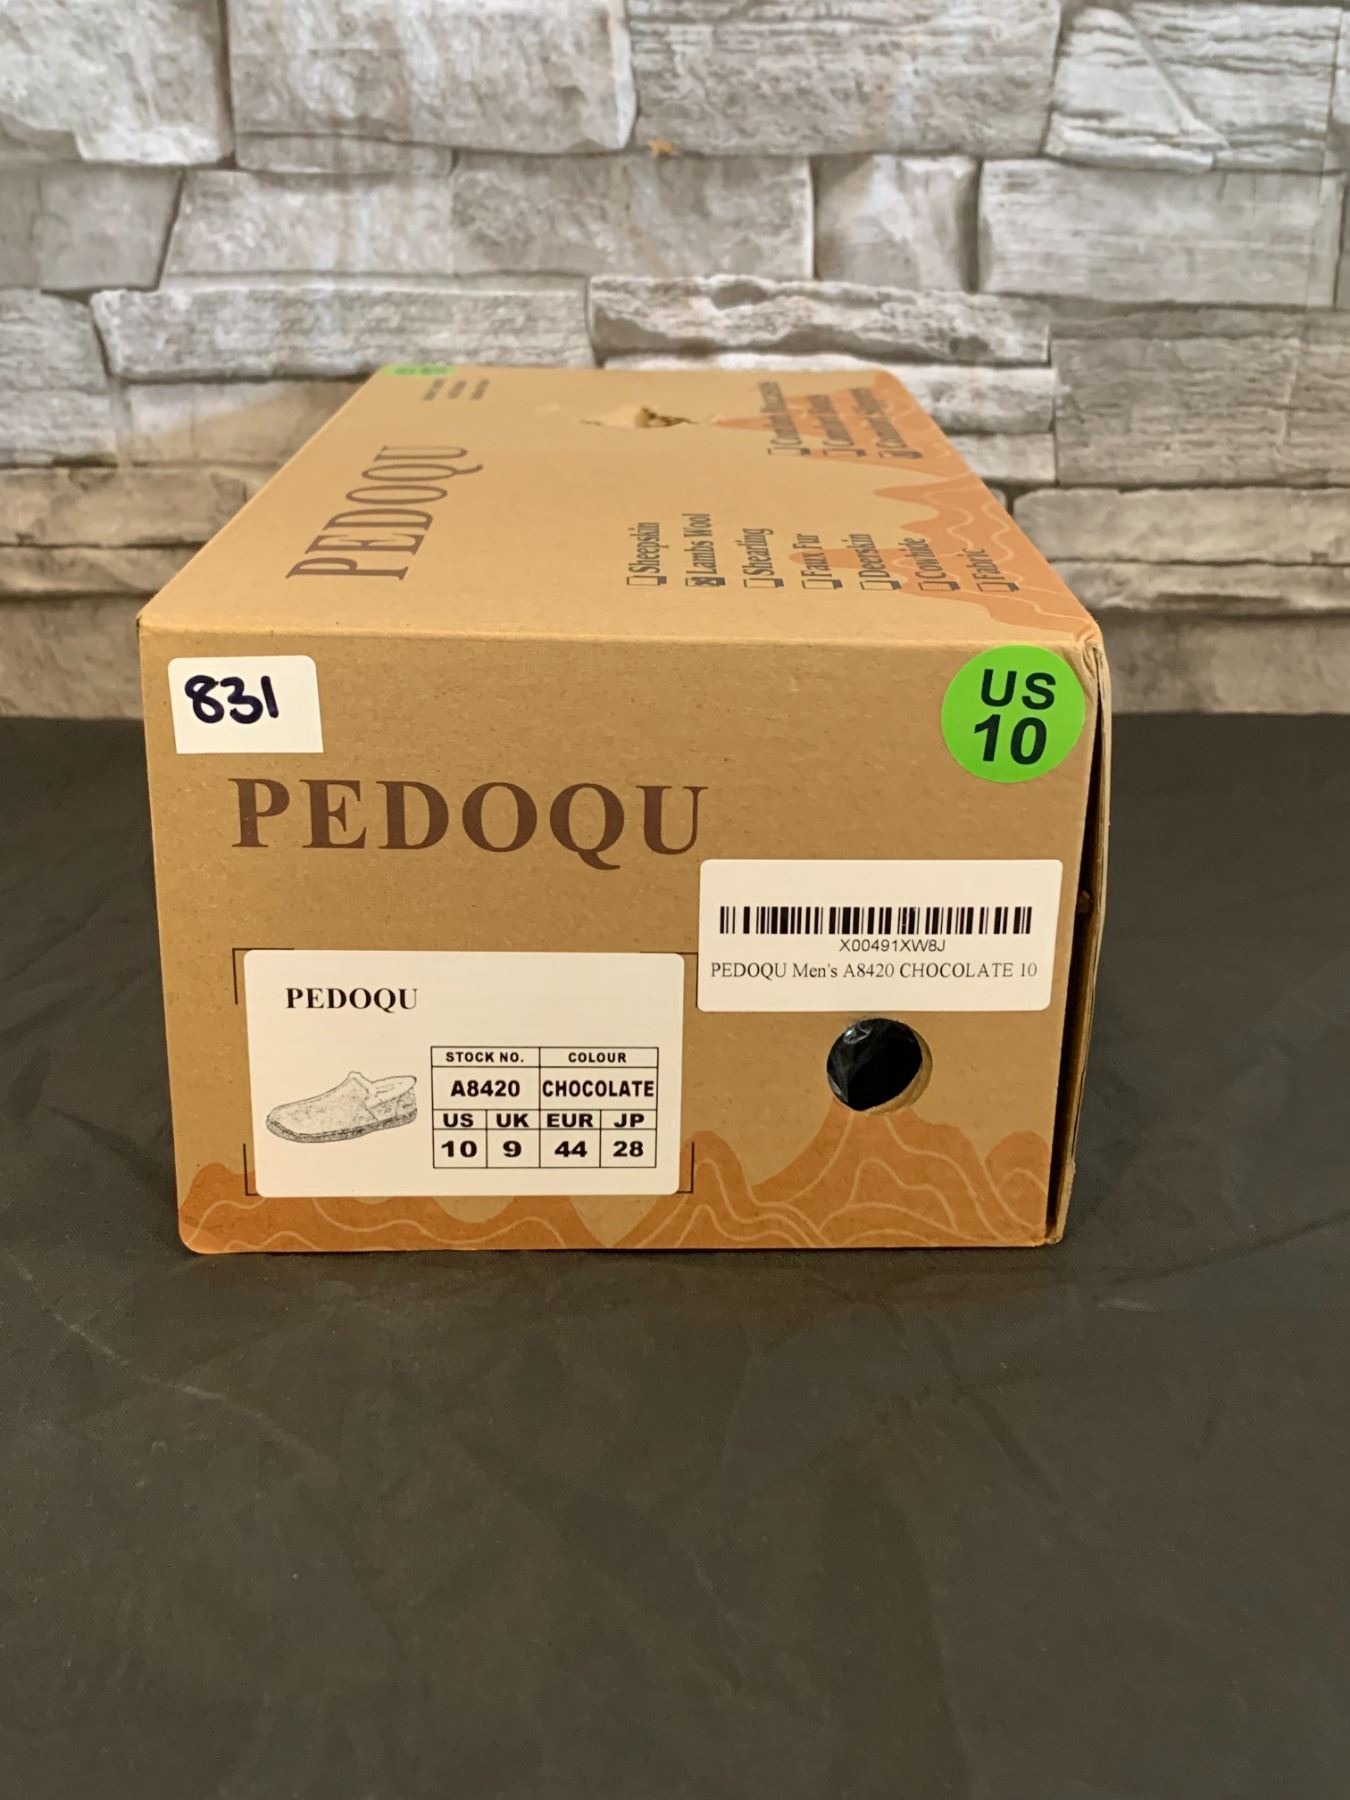 PEDOQU
Sheepskin
Lambs Wool
Shearling
Faux Fur
Deerskin
Cowhide
Fabric
831
US
10
PEDOQU
X00491XW8J
PEDOQU Men's A8420 CHOCOLATE 10
PEDOQU
STOCK NO. COLOUR
A8420 CHOCOLATE
US UK EUR JP
10 9 44 28